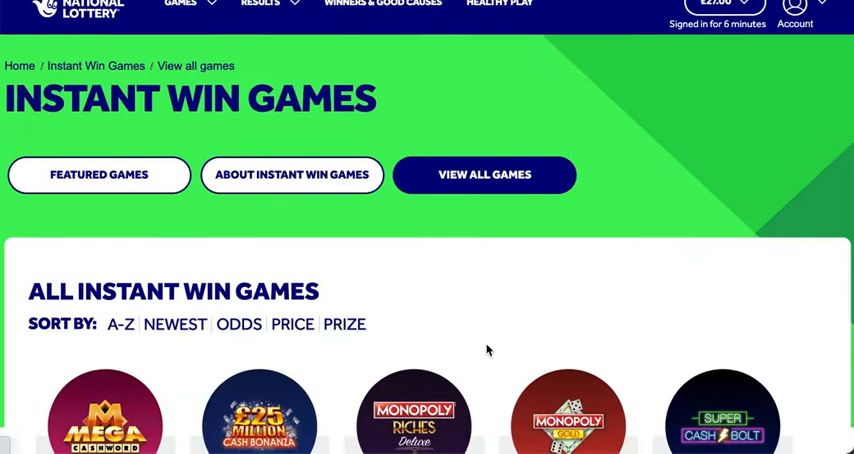 NATIONAL
LOTTERY
GAMES
RESULTS
WINNERS & GOOD CAUSES
HEALTHY PLAY
£27.00
Signed in for 6 minutes
Account
Home / Instant Win Games / View all games
INSTANT WIN GAMES
FEATURED GAMES
ABOUT INSTANT WIN GAMES
VIEW ALL GAMES
ALL INSTANT WIN GAMES
SORT BY: A-Z NEWEST ODDS PRICE PRIZE
MEGA
CASHWORD
£25
MILLION
CASH BONANZA
MONOPOLY
RICHES
Deluxe
MONOPOLY
GOLD
SUPER
CASH BOLT